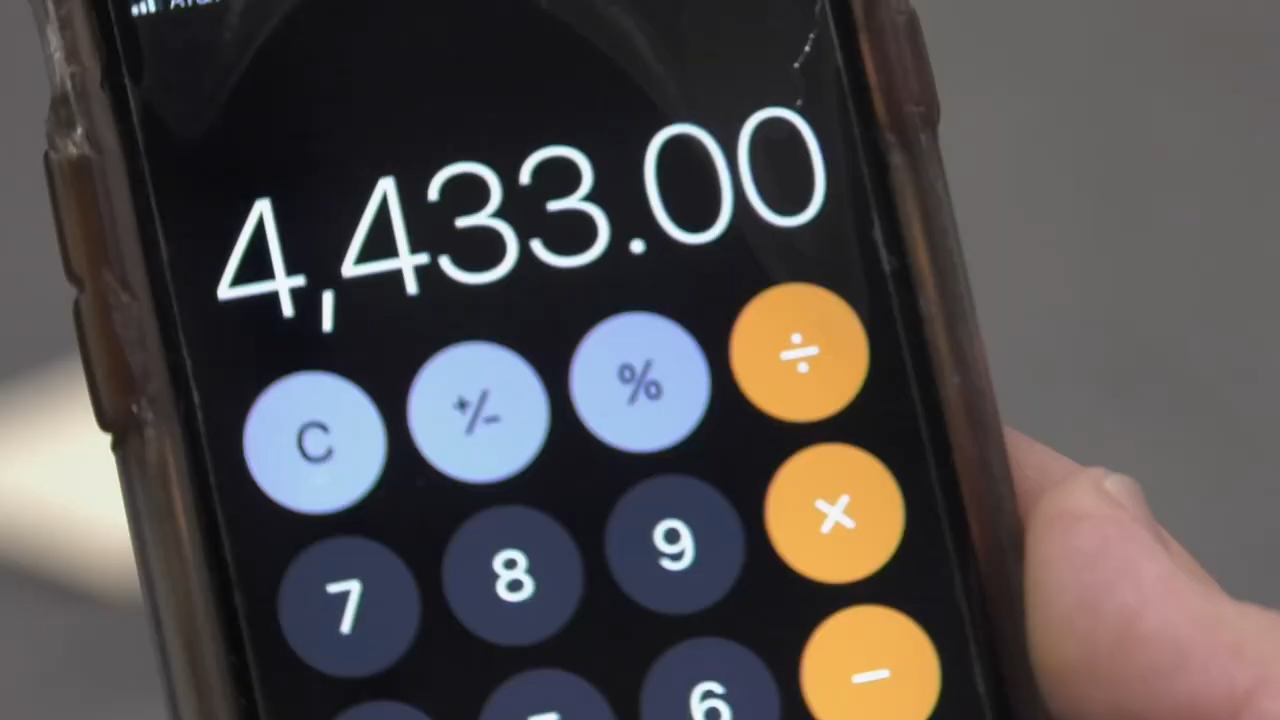 4,433.00
C +/- % ÷
7 8 9 ×
6 −